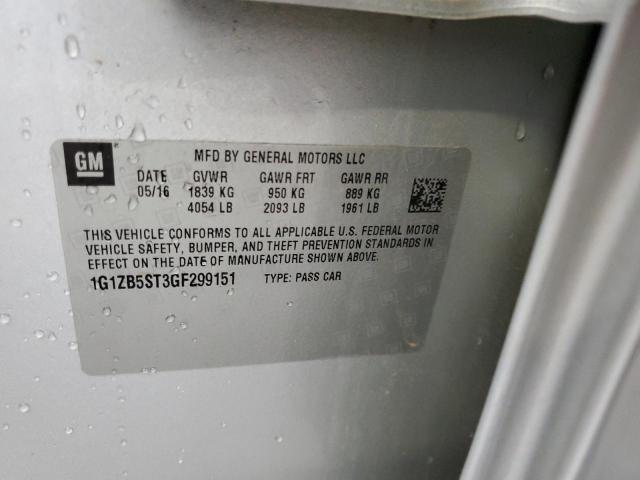 GM
MFD BY GENERAL MOTORS LLC
DATE GVWR GAWR FRT GAWR RR
05/16 1839 KG 950 KG 889 KG
4054 LB 2093 LB 1961 LB
THIS VEHICLE CONFORMS TO ALL APPLICABLE U.S. FEDERAL MOTOR
VEHICLE SAFETY, BUMPER, AND THEFT PREVENTION STANDARDS IN
EFFECT ON THE DATE OF MANUFACTURE SHOWN ABOVE.
1G1ZB5ST3GF299151 TYPE: PASS CAR